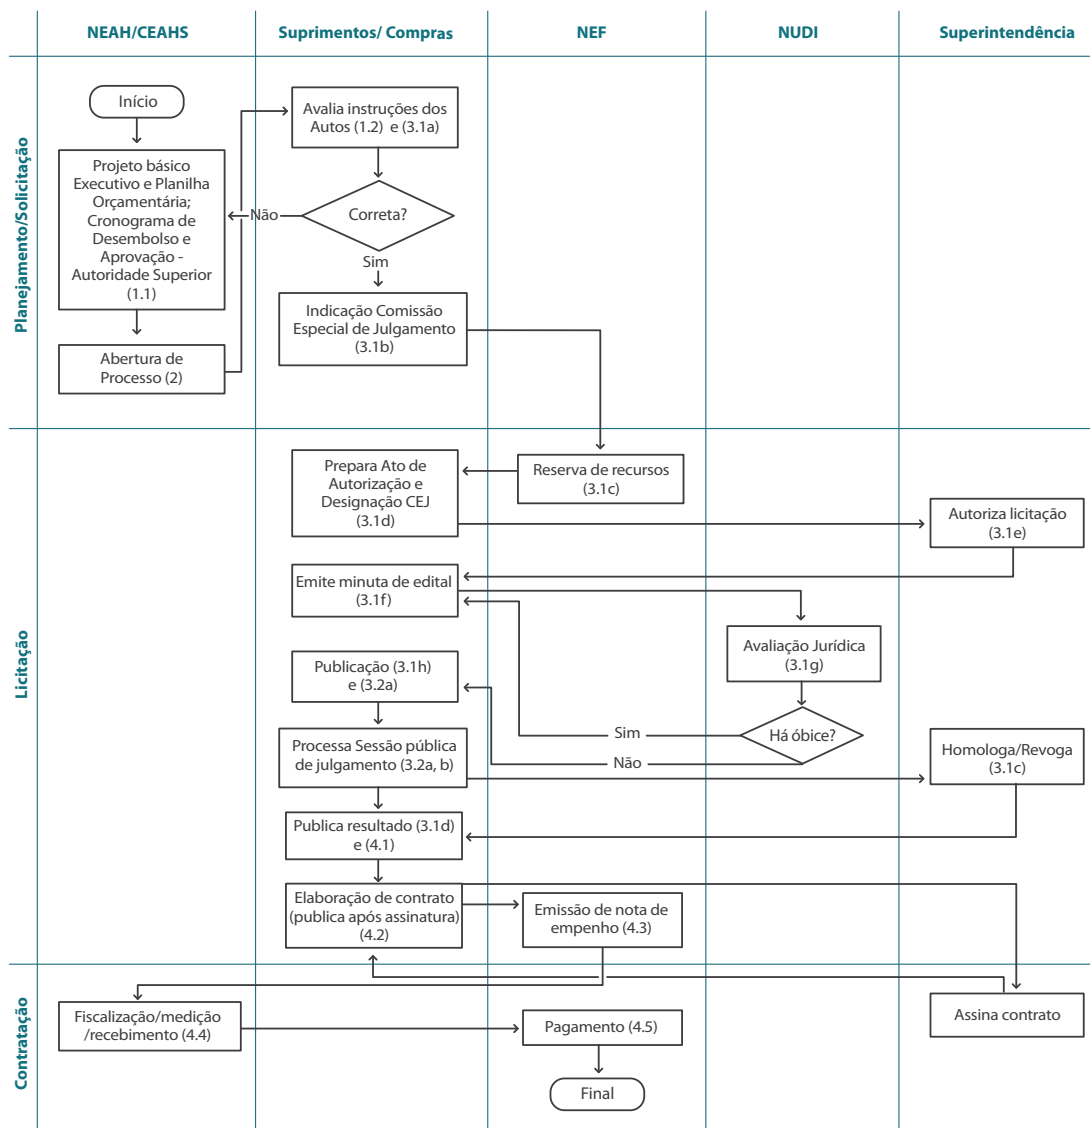 NEAH/CEAHS
Suprimentos/ Compras
NEF
NUDI
Superintendência
Planejamento/Solicitação
Início
Projeto básico
Executivo e Planilha
Orçamentária;
Cronograma de
Desembolso e
Aprovação -
Autoridade Superior
(1.1)
Abertura de
Processo (2)
Avalia instruções dos
Autos (1.2) e (3.1a)
Correta?
Não
Sim
Indicação Comissão
Especial de Julgamento
(3.1b)
Licitação
Reserva de recursos
(3.1c)
Prepara Ato de
Autorização e
Designação CEJ
(3.1d)
Autoriza licitação
(3.1e)
Emite minuta de edital
(3.1f)
Avaliação Jurídica
(3.1g)
Há óbice?
Sim
Não
Publicação (3.1h)
e (3.2a)
Processa Sessão pública
de julgamento (3.2a, b)
Homologa/Revoga
(3.1c)
Publica resultado (3.1d)
e (4.1)
Elaboração de contrato
(publica após assinatura)
(4.2)
Emissão de nota de
empenho (4.3)
Contratação
Fiscalização/medição
/recebimento (4.4)
Pagamento (4.5)
Assina contrato
Final